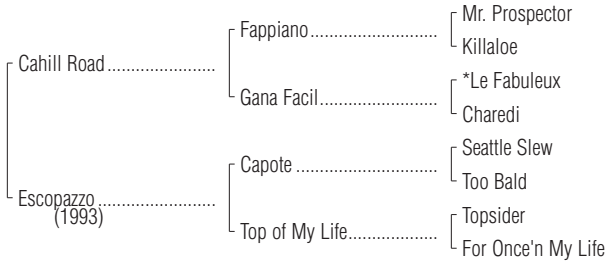 Mr. Prospector
Fappiano
Killaloe
Cahill Road
*Le Fabuleux
Gana Facil
Charedi
Seattle Slew
Capote
Too Bald
Escopazzo
(1993)
Topsider
Top of My Life
For Once'n My Life